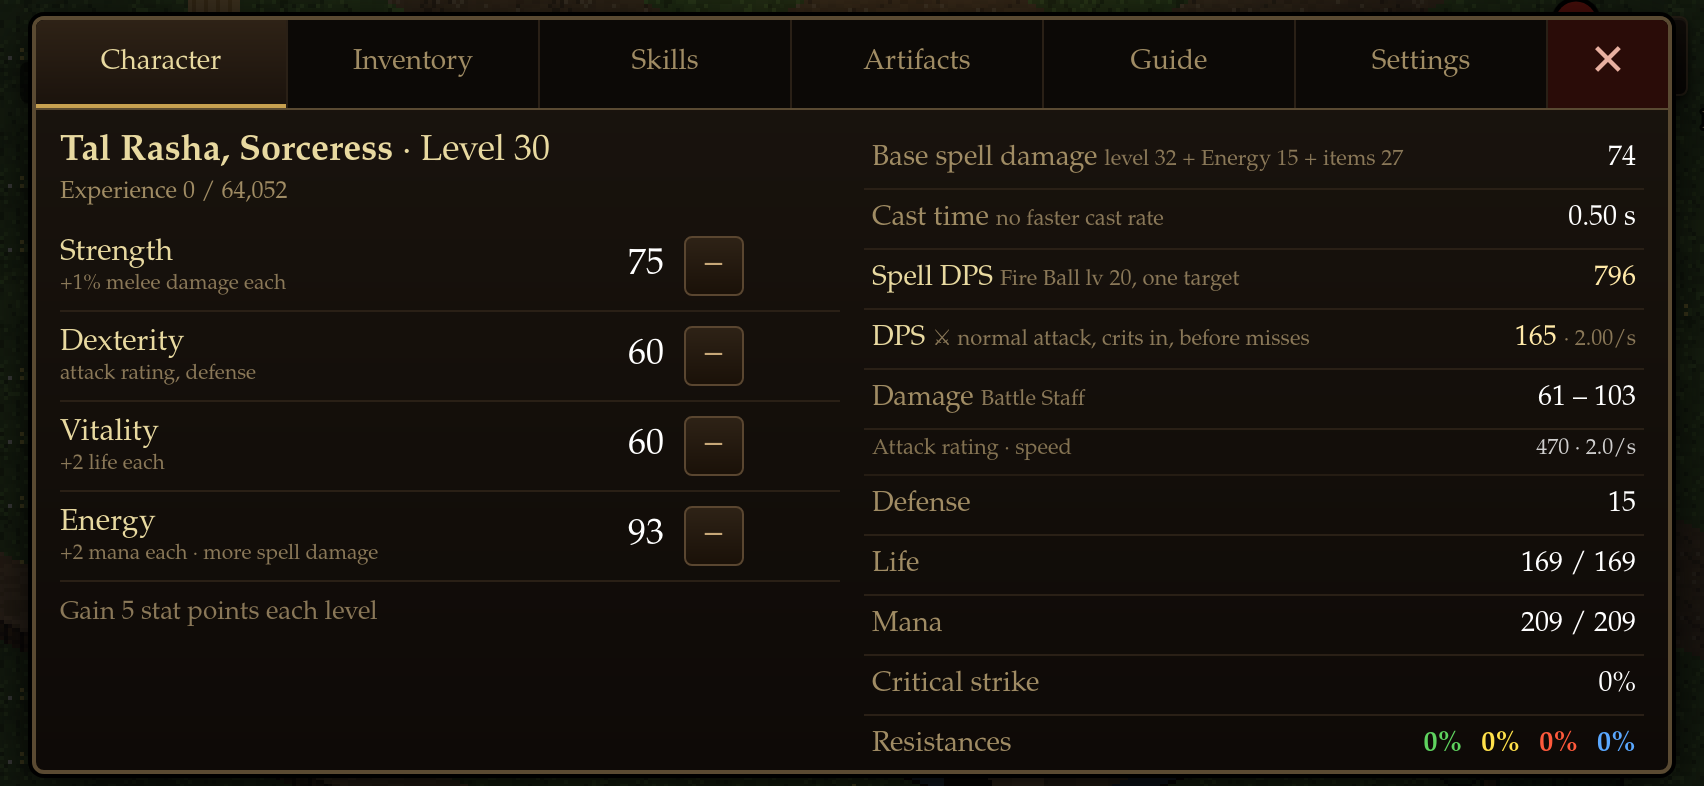 Character Inventory Skills Artifacts Guide Settings ✕
Tal Rasha, Sorceress · Level 30
Experience 0 / 64,052
Strength
+1% melee damage each
75 –
Dexterity
attack rating, defense
60 –
Vitality
+2 life each
60 –
Energy
+2 mana each · more spell damage
93 –
Gain 5 stat points each level
Base spell damage level 32 + Energy 15 + items 27 74
Cast time no faster cast rate 0.50 s
Spell DPS Fire Ball lv 20, one target 796
DPS ⚔ normal attack, crits in, before misses 165 · 2.00/s
Damage Battle Staff 61 – 103
Attack rating · speed 470 · 2.0/s
Defense 15
Life 169 / 169
Mana 209 / 209
Critical strike 0%
Resistances 0% 0% 0% 0%